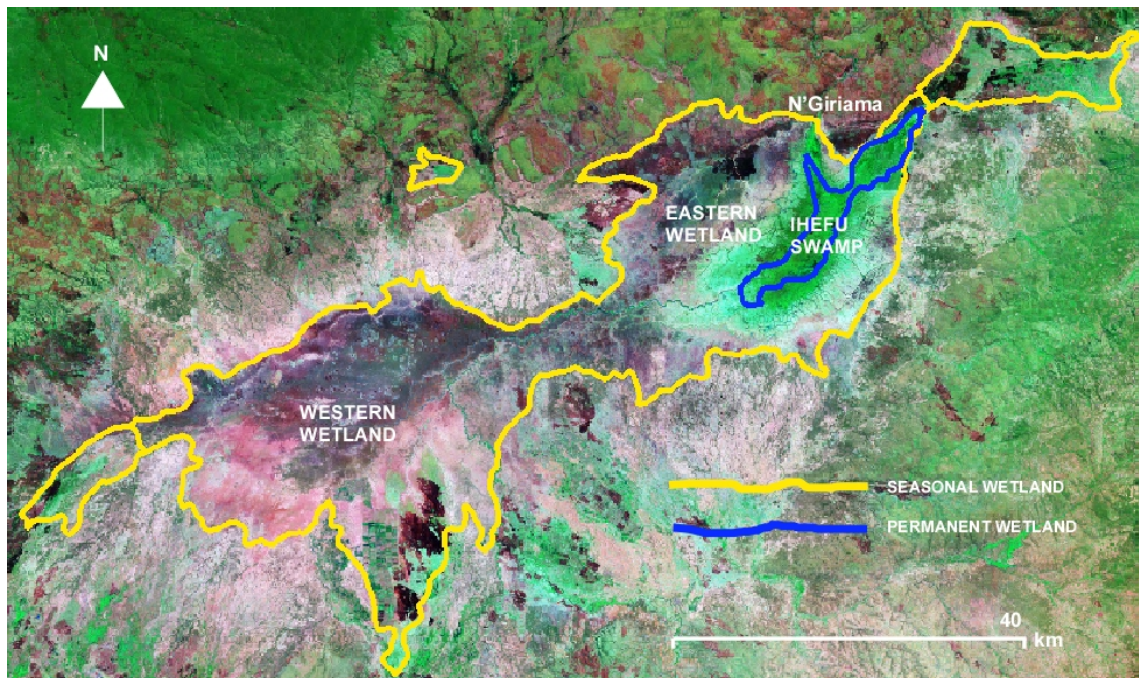 N
N'Giriama
EASTERN
WETLAND
IHEFU
SWAMP
WESTERN
WETLAND
SEASONAL WETLAND
PERMANENT WETLAND
40
km